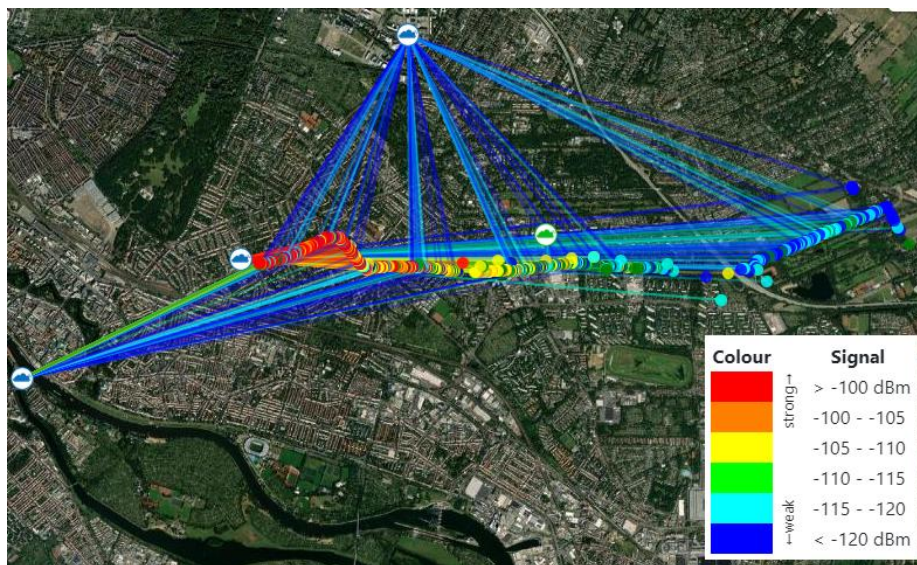 Colour Signal
strong→
> -100 dBm
-100 - -105
-105 - -110
-110 - -115
-115 - -120
< -120 dBm
←weak